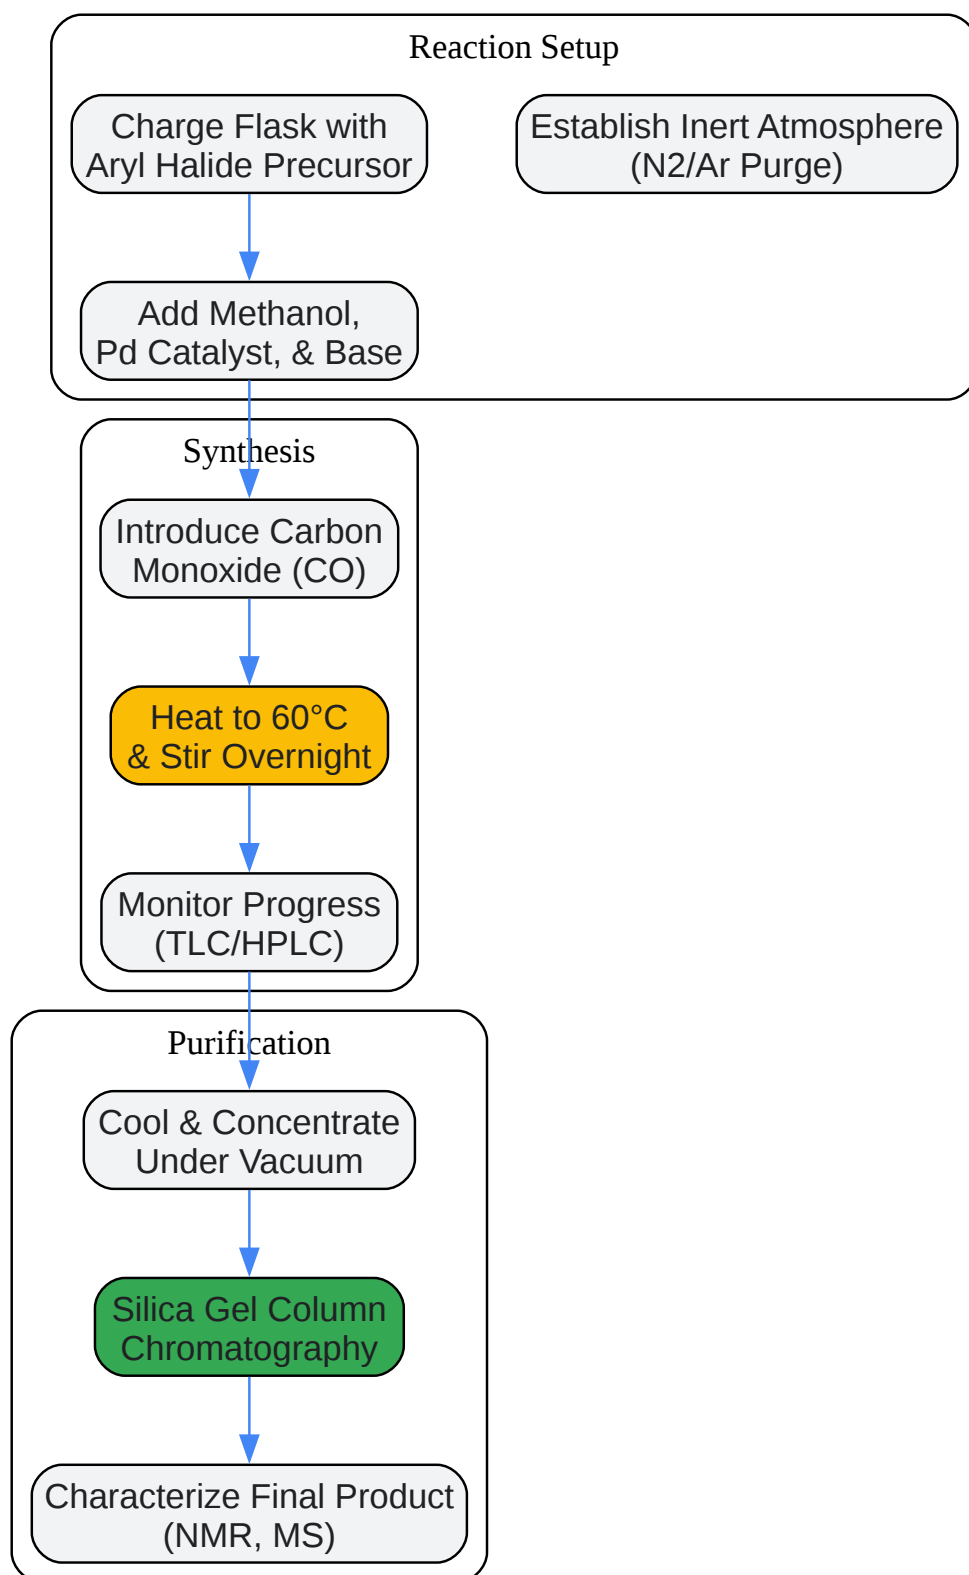 Reaction Setup
Charge Flask with
Aryl Halide Precursor
Establish Inert Atmosphere
(N2/Ar Purge)
Add Methanol,
Pd Catalyst, & Base
Synthesis
Introduce Carbon
Monoxide (CO)
Heat to 60°C
& Stir Overnight
Monitor Progress
(TLC/HPLC)
Purification
Cool & Concentrate
Under Vacuum
Silica Gel Column
Chromatography
Characterize Final Product
(NMR, MS)